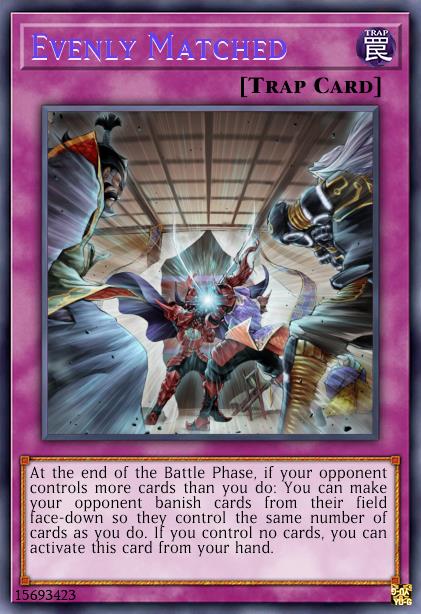 Evenly Matched
TRAP
罠
[Trap Card]
At the end of the Battle Phase, if your opponent
controls more cards than you do: You can make
your opponent banish cards from their field
face-down so they control the same number of
cards as you do. If you control no cards, you can
activate this card from your hand.
15693423